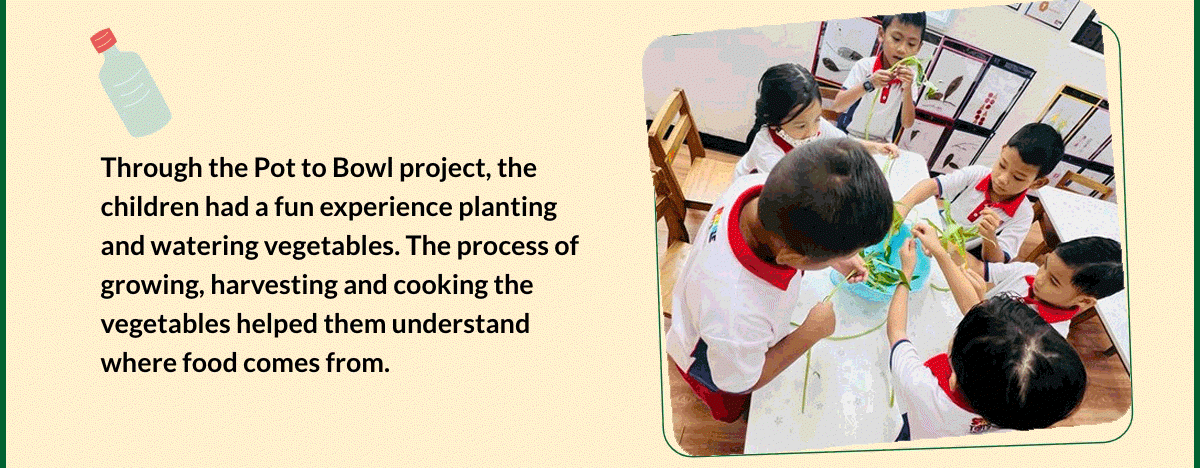 Through the Pot to Bowl project, the
children had a fun experience planting
and watering vegetables. The process of
growing, harvesting and cooking the
vegetables helped them understand
where food comes from.